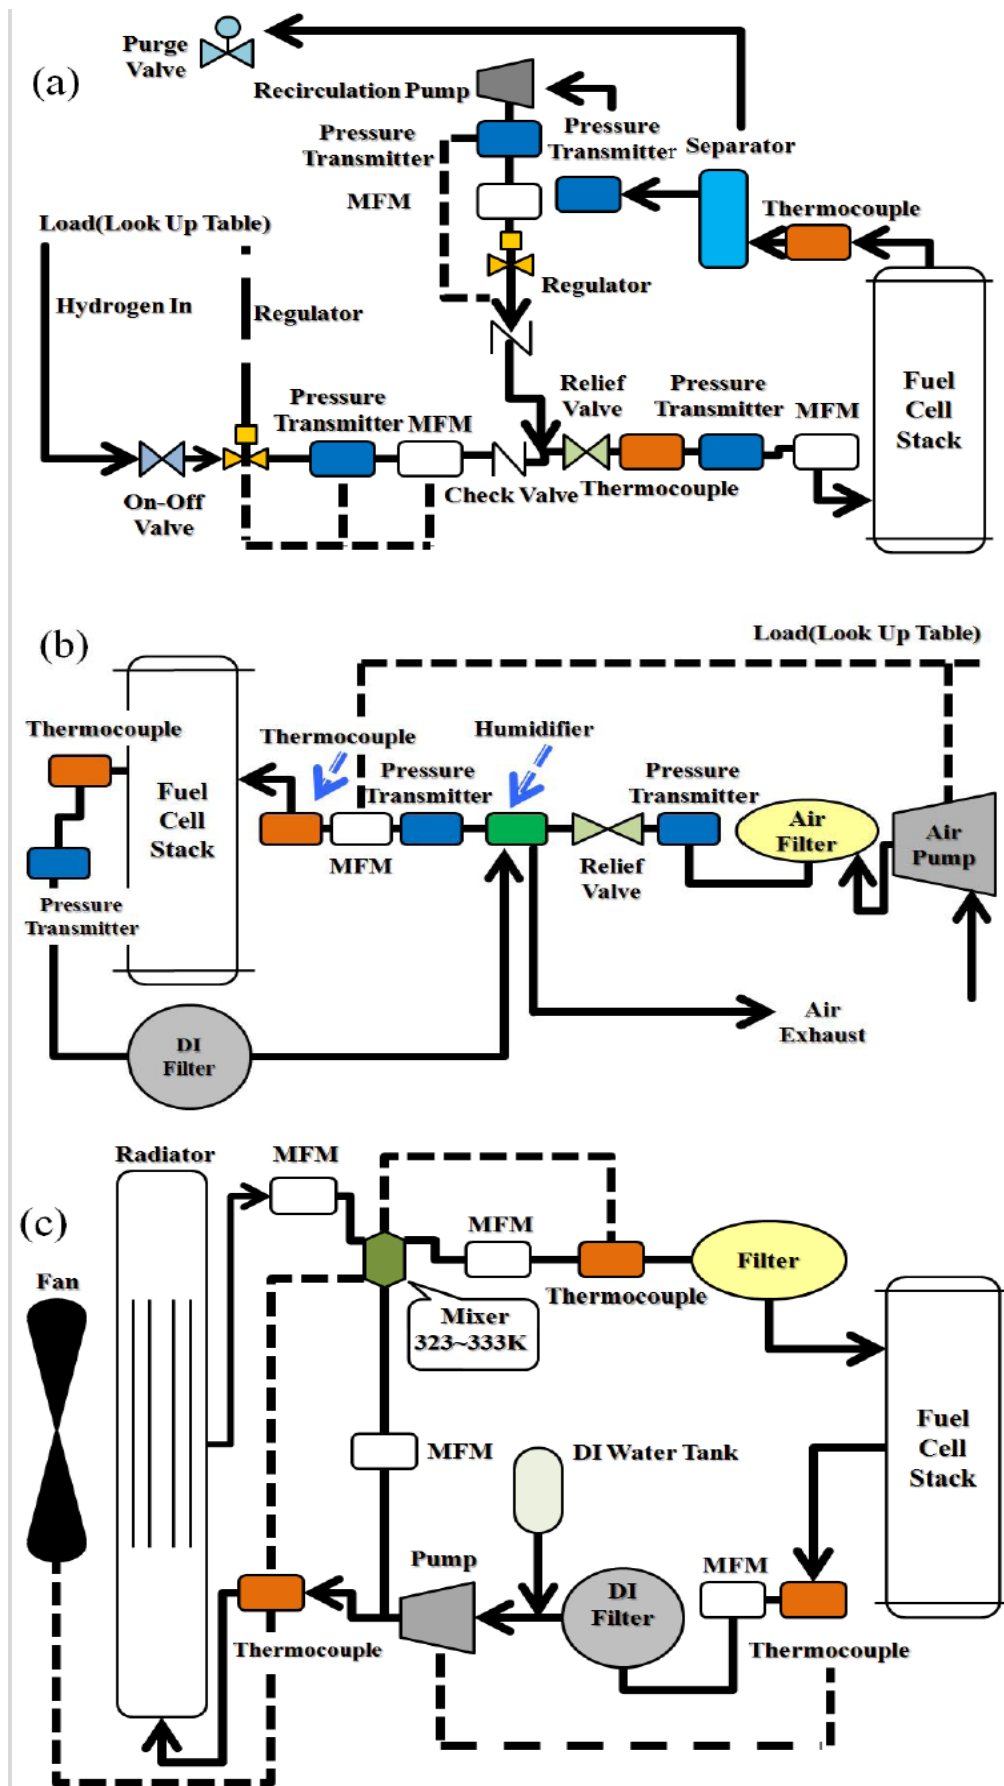 (a)
Purge
Valve
Recirculation Pump
Pressure
Transmitter
Pressure
Transmitter
Separator
MFM
Thermocouple
Load(Look Up Table)
Hydrogen In
Regulator
Regulator
Pressure
Transmitter
MFM
Relief
Valve
Pressure
Transmitter
MFM
Fuel
Cell
Stack
On-Off
Valve
Check Valve
Thermocouple
(b)
Load(Look Up Table)
Thermocouple
Thermocouple
Humidifier
Pressure
Transmitter
Pressure
Transmitter
Fuel
Cell
Stack
Air
Filter
Air
Pump
MFM
Relief
Valve
Pressure
Transmitter
Air
Exhaust
DI
Filter
(c)
Radiator
MFM
MFM
Fan
Filter
Thermocouple
Mixer
323~333K
Fuel
Cell
Stack
MFM
DI Water Tank
Pump
DI
Filter
MFM
Thermocouple
Thermocouple